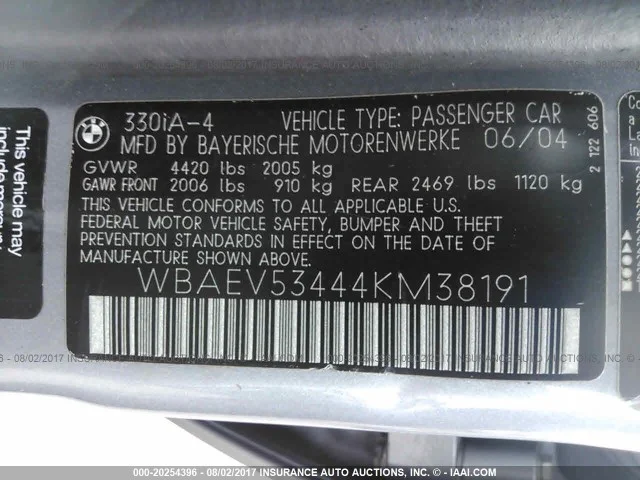 BMW
330iA-4 VEHICLE TYPE: PASSENGER CAR
MFD BY BAYERISCHE MOTORENWERKE 06/04
GVWR 4420 lbs 2005 kg
GAWR FRONT 2006 lbs 910 kg REAR 2469 lbs 1120 kg
THIS VEHICLE CONFORMS TO ALL APPLICABLE U.S.
FEDERAL MOTOR VEHICLE SAFETY, BUMPER AND THEFT
PREVENTION STANDARDS IN EFFECT ON THE DATE OF
MANUFACTURE SHOWN ABOVE.
WBAEV53444KM38191
2 122 606
This vehicle may
000-20254396 - 08/02/2017 INSURANCE AUTO AUCTIONS INC. © - IAAI.COM